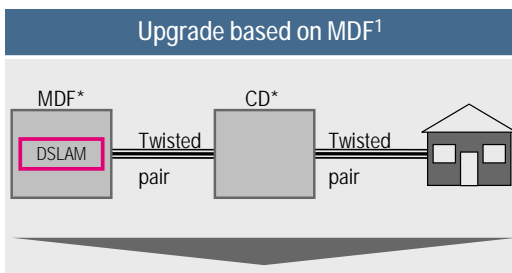 Upgrade based on MDF1
MDF*
CD*
DSLAM
Twisted
pair
Twisted
pair